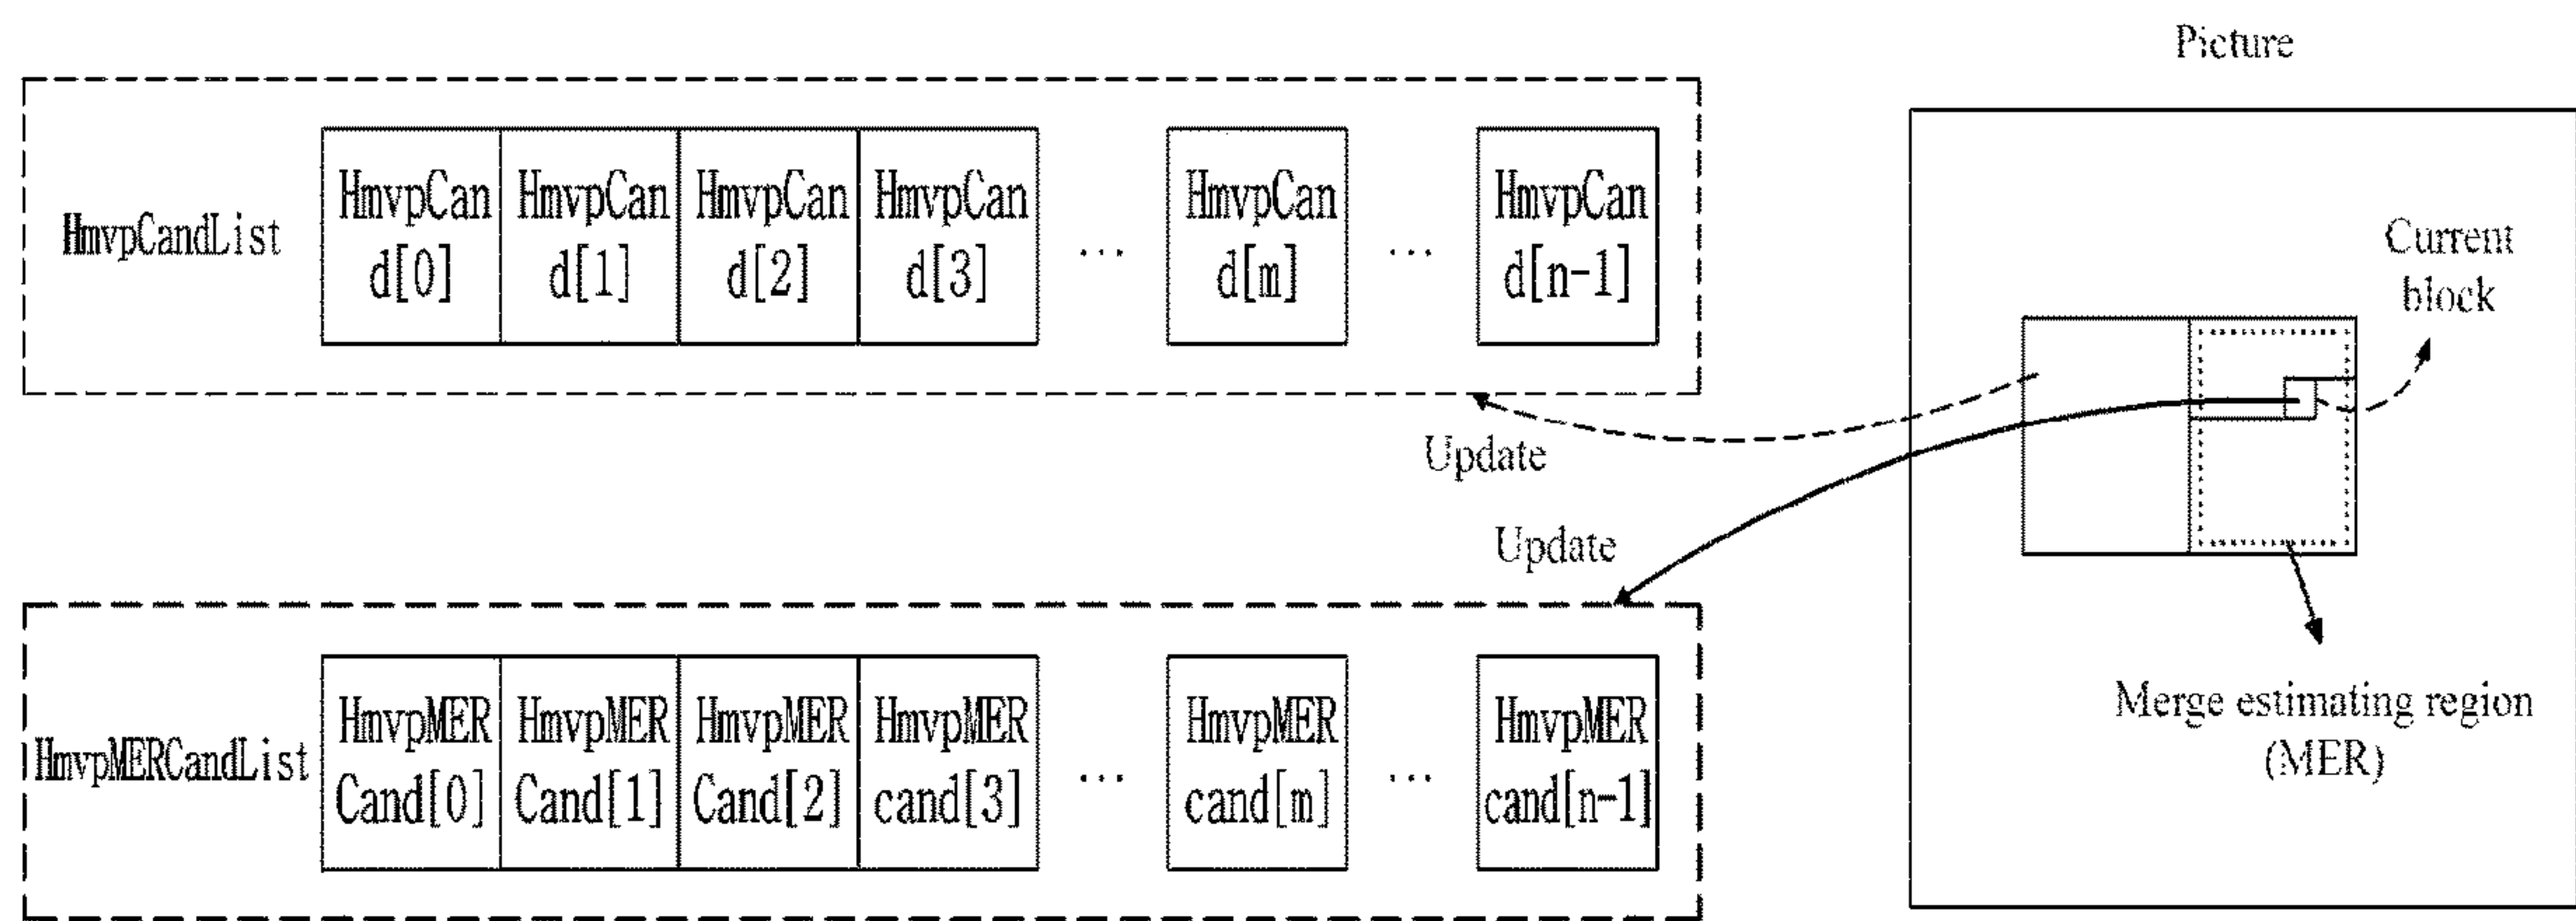 Picture
HmvpCandList
HmvpCan
d[0]
HmvpCan
d[1]
HmvpCan
d[2]
HmvpCan
d[3]
...
HmvpCan
d[m]
...
HmvpCan
d[n-1]
Current
block
Update
Update
HmvpMERCandList
HmvpMER
Cand[0]
HmvpMER
Cand[1]
HmvpMER
Cand[2]
HmvpMER
cand[3]
...
HmvpMER
cand[m]
...
HmvpMER
cand[n-1]
Merge estimating region
(MER)